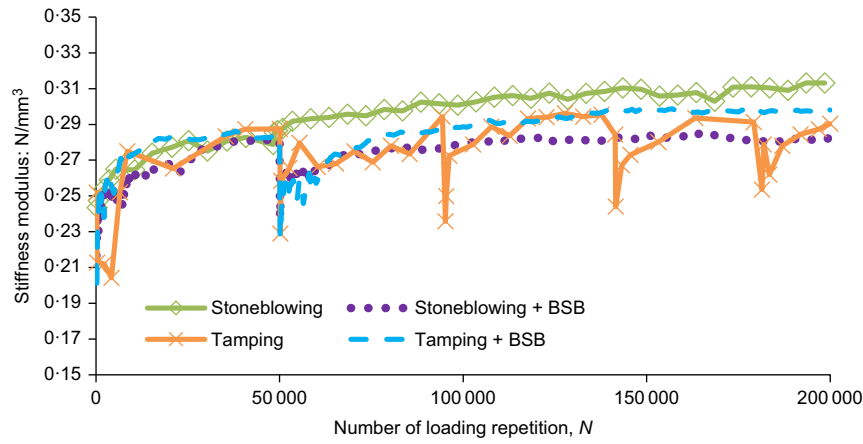 Stiffness modulus: N/mm³
0·35
0·33
0·31
0·29
0·27
0·25
0·23
0·21
0·19
0·17
0·15
Stoneblowing
Stoneblowing + BSB
Tamping
Tamping + BSB
0
50 000
100 000
150 000
200 000
Number of loading repetition, N